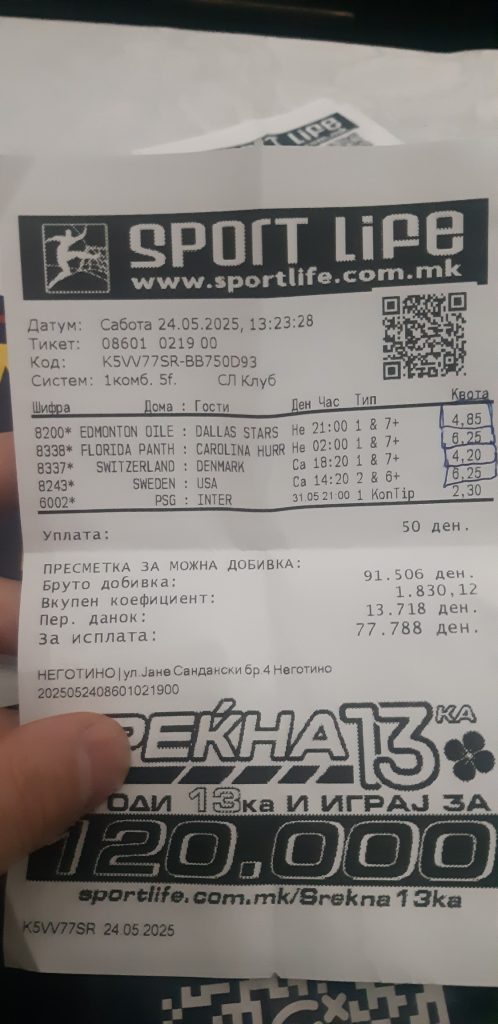 LIFE
SPORT LIFE
www.sportlife.com.mk
Датум: Сабота 24.05.2025, 13:23:28
Тикет: 08601 0219 00
Код: K5VV77SR-BB750D93
Систем: 1комб. 5f. СЛ Клуб
Шифра Дома : Гости Ден Час Тип Квота
8200* EDMONTON OILE : DALLAS STARS Не 21:00 1 & 7+ 4,85
8338* FLORIDA PANTH : CAROLINA HURR Не 02:00 1 & 7+ 6,25
8337* SWITZERLAND : DENMARK Са 18:20 1 & 7+ 4,20
8243* SWEDEN : USA Са 14:20 2 & 6+ 6,25
6002* PSG : INTER 31.05 21:00 1 KonTip 2,30
Уплата: 50 ден.
ПРЕСМЕТКА ЗА МОЖНА ДОБИВКА:
Бруто добивка: 91.506 ден.
Вкупен коефициент: 1.830,12
Пер. данок: 13.718 ден.
За исплата: 77.788 ден.
НЕГОТИНО | ул.Јане Сандански бр.4 Неготино
2025052408601021900
РЕЌНА 13КА
ОДИ 13ка И ИГРАЈ ЗА
120.000
sportlife.com.mk/Srekna13ka
K5VV77SR 24.05.2025